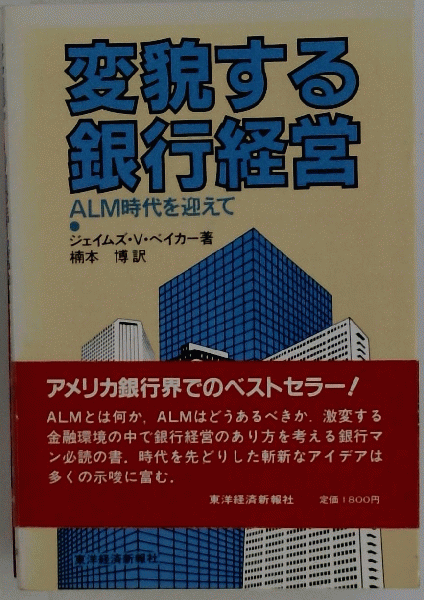 変貌する
銀行経営
ALM時代を迎えて
ジェイムズ・V・ベイカー著
楠本 博訳
アメリカ銀行界でのベストセラー!
ALMとは何か,ALMはどうあるべきか.激変する
金融環境の中で銀行経営のあり方を考える銀行マ
ン必読の書.時代を先どりした斬新なアイデアは
多くの示唆に富む.
東洋経済新報社 定価1800円
東洋経済新報社